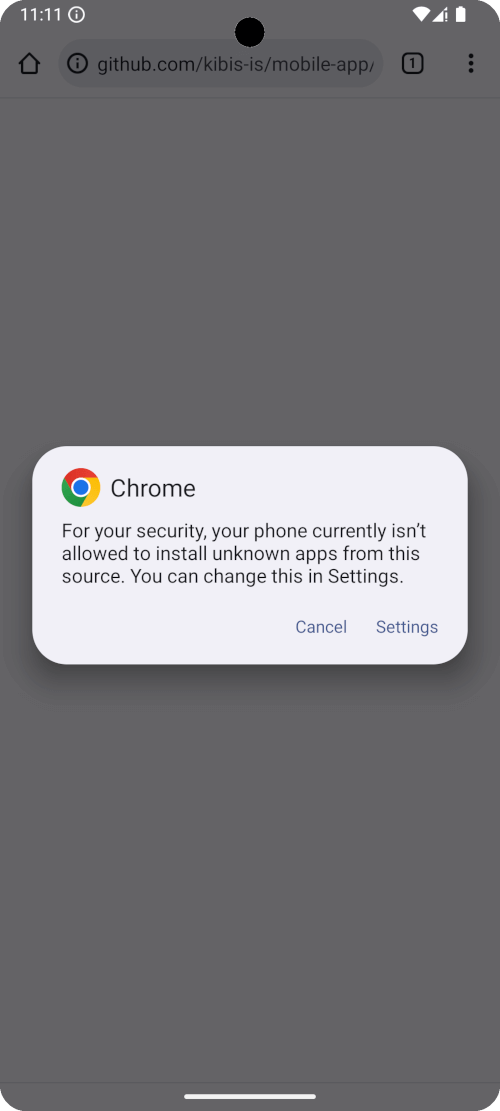 11:11
github.com/kibis-is/mobile-app/
1
Chrome
For your security, your phone currently isn't
allowed to install unknown apps from this
source. You can change this in Settings.
Cancel Settings